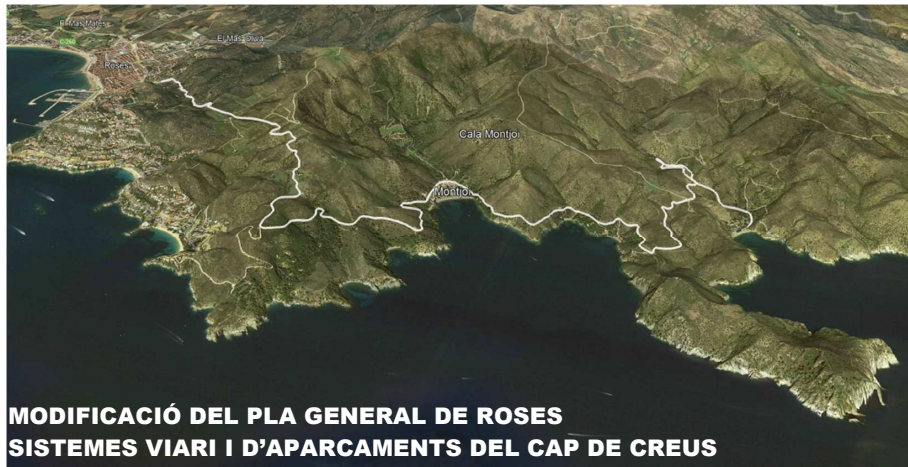 El Mas Mates
C-260
El Mas Oliva
Roses
Cala Montjoi
Montjoi
MODIFICACIÓ DEL PLA GENERAL DE ROSES
SISTEMES VIARI I D'APARCAMENTS DEL CAP DE CREUS